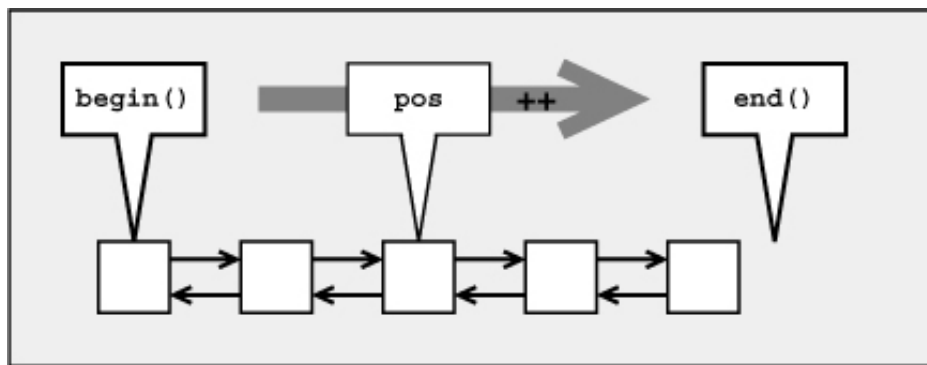 begin()
pos
++
end()